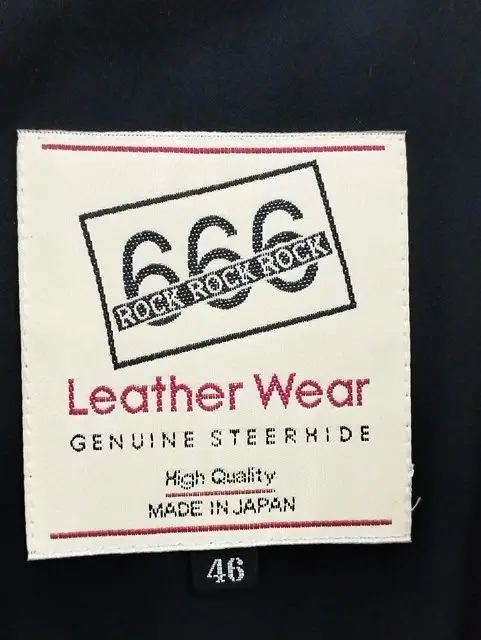 666
ROCK ROCK ROCK
Leather Wear
GENUINE STEERHIDE
High Quality
MADE IN JAPAN
46